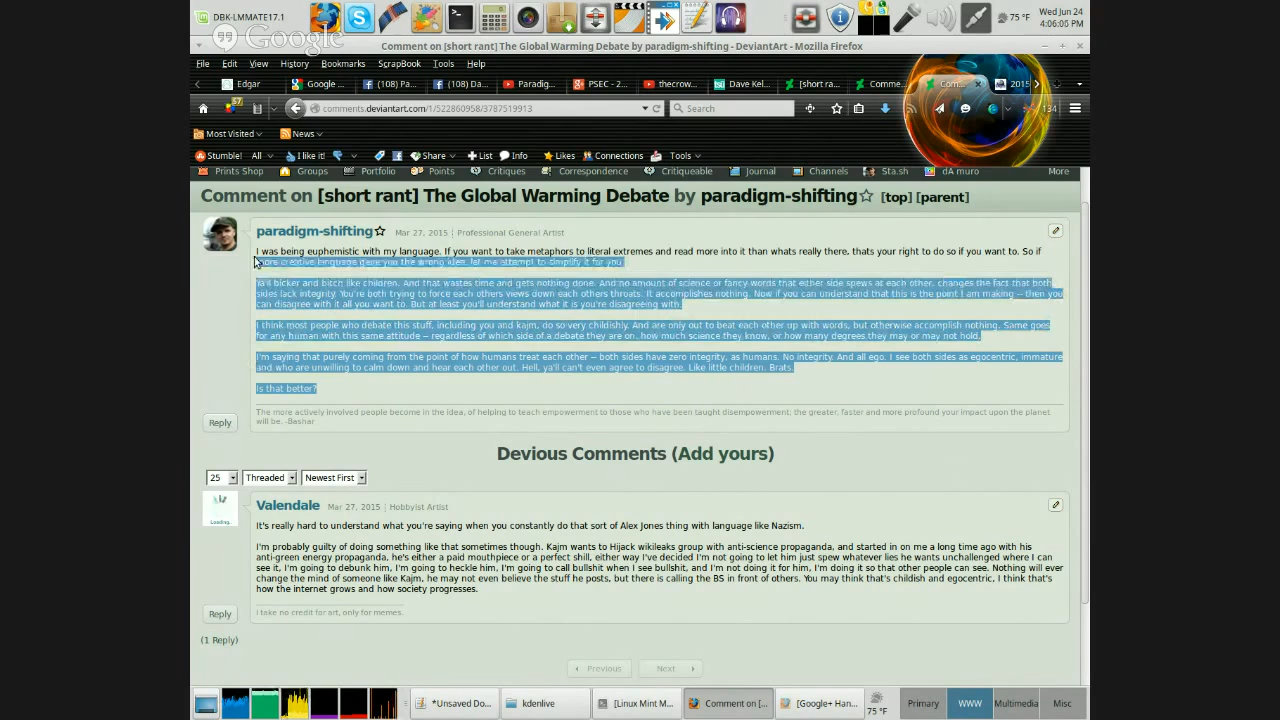 DBK-LMMATE17.1
75 °F
Wed Jun 24
4:06:05 PM
Google
Comment on [short rant] The Global Warming Debate by paradigm-shifting - DeviantArt - Mozilla Firefox
File Edit View History Bookmarks ScrapBook Tools Help
Edgar
Google ...
(108) Pa...
(108) Da...
Paradig...
PSEC - 2...
thecrow...
Dave Kel...
[short ra...
Comme...
Com...
2015
57
comments.deviantart.com/1/522860958/3787519913
Search
134
Most Visited
News
Stumble!
All
I like it!
Share
List
Info
Likes
Connections
Tools
Prints Shop
Groups
Portfolio
Points
Critiques
Correspondence
Critiqueable
Journal
Channels
Sta.sh
dA muro
More
Comment on [short rant] The Global Warming Debate by paradigm-shifting [top] [parent]
paradigm-shifting Mar 27, 2015 | Professional General Artist
I was being euphemistic with my language. If you want to take metaphors to literal extremes and read more into it than whats really there, thats your right to do so if you want to. So if
more creative language gave you the wrong idea, let me attempt to simplify it for you.
Ya'll bicker and bitch like children. And that wastes time and gets nothing done. And no amount of science or fancy words that either side spews at each other, changes the fact that both
sides lack integrity. You're both trying to force each others views down each others throats. It accomplishes nothing. Now if you can understand that this is the point I am making -- then you
can disagree with it all you want to. But at least you'll understand what it is you're disagreeing with.
I think most people who debate this stuff, including you and kajm, do so very childishly. And are only out to beat each other up with words, but otherwise accomplish nothing. Same goes
for any human with this same attitude -- regardless of which side of a debate they are on, how much science they know, or how many degrees they may or may not hold.
I'm saying that purely coming from the point of how humans treat each other -- both sides have zero integrity, as humans. No integrity. And all ego. I see both sides as egocentric, immature
and who are unwilling to calm down and hear each other out. Hell, ya'll can't even agree to disagree. Like little children. Brats.
Is that better?
The more actively involved people become in the idea, of helping to teach empowerment to those who have been taught disempowerment; the greater, faster and more profound your impact upon the planet
will be. -Bashar
Reply
Devious Comments (Add yours)
25
Threaded
Newest First
Valendale Mar 27, 2015 | Hobbyist Artist
Loading..
It's really hard to understand what you're saying when you constantly do that sort of Alex Jones thing with language like Nazism.
I'm probably guilty of doing something like that sometimes though. Kajm wants to Hijack wikileaks group with anti-science propaganda, and started in on me a long time ago with his
anti-green energy propaganda, he's either a paid mouthpiece or a perfect shill, either way I've decided I'm not going to let him just spew whatever lies he wants unchallenged where I can
see it, I'm going to debunk him, I'm going to heckle him, I'm going to call bullshit when I see bullshit, and I'm not doing it for him, I'm doing it so that other people can see. Nothing will ever
change the mind of someone like Kajm, he may not even believe the stuff he posts, but there is calling the BS in front of others. You may think that's childish and egocentric, I think that's
how the internet grows and how society progresses.
I take no credit for art, only for memes.
Reply
(1 Reply)
Previous
Next
*Unsaved Do...
kdenlive
[Linux Mint M...
Comment on [...
[Google+ Han...
75 °F
Primary
WWW
Multimedia
Misc